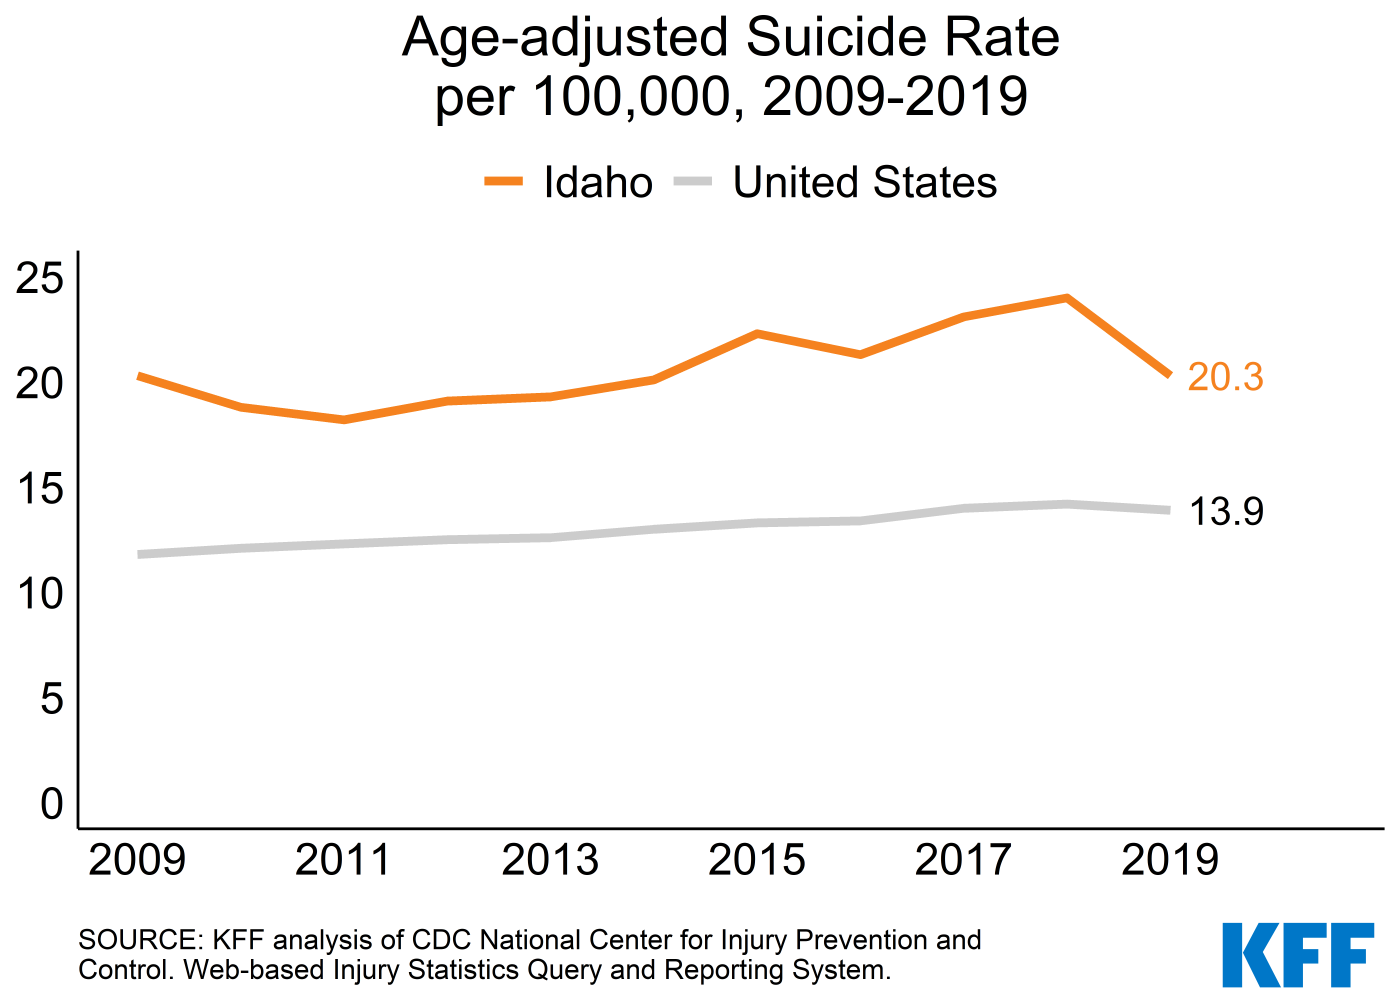 Age-adjusted Suicide Rate
per 100,000, 2009-2019
Idaho United States
25
20
15
10
5
0
20.3
13.9
2009 2011 2013 2015 2017 2019
SOURCE: KFF analysis of CDC National Center for Injury Prevention and
Control. Web-based Injury Statistics Query and Reporting System.
KFF